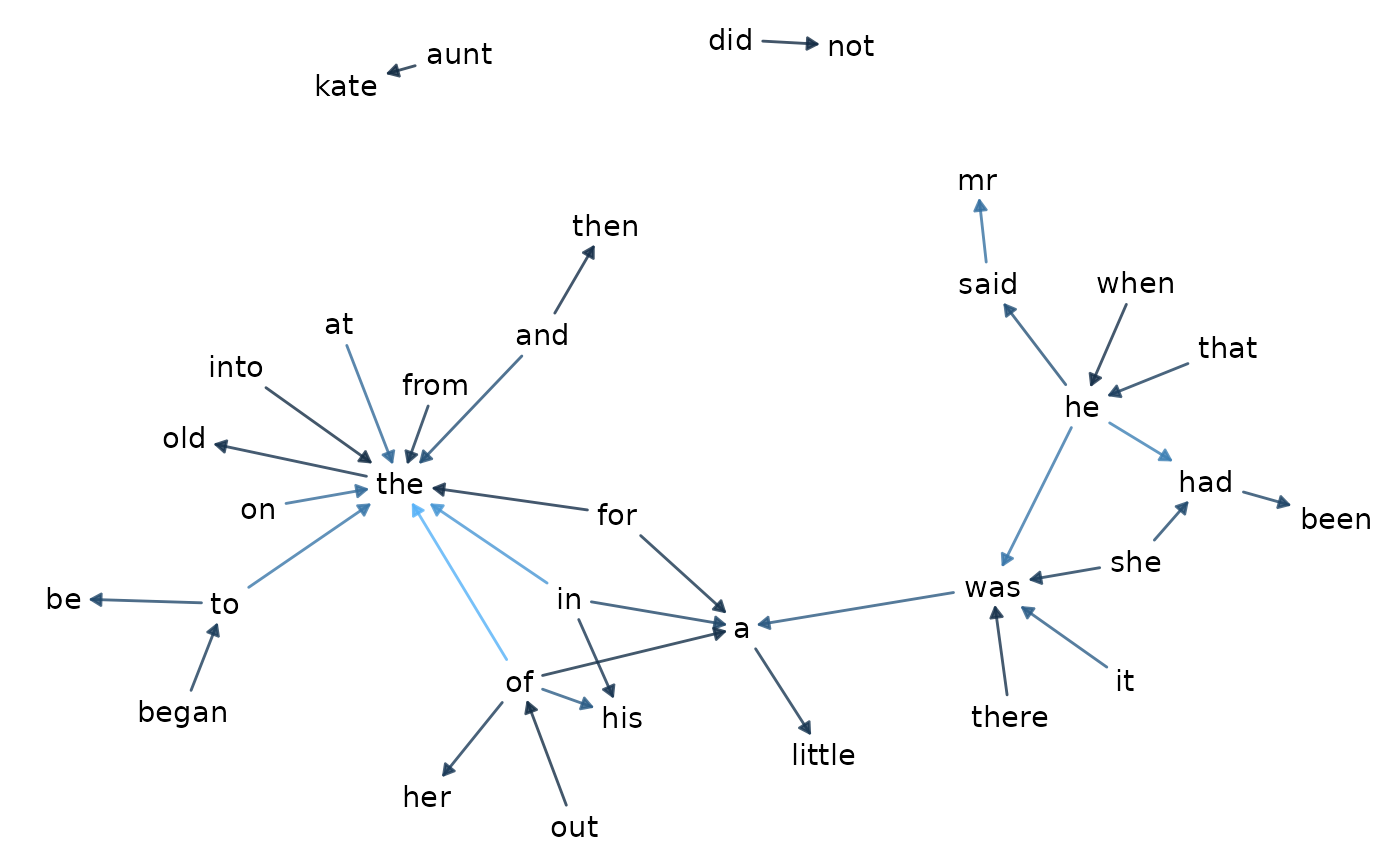 did
not
aunt
kate
mr
then
said
when
at
and
that
into
from
he
old
the
had
on
for
been
she
was
be
to
in
a
it
of
began
his
there
little
her
out